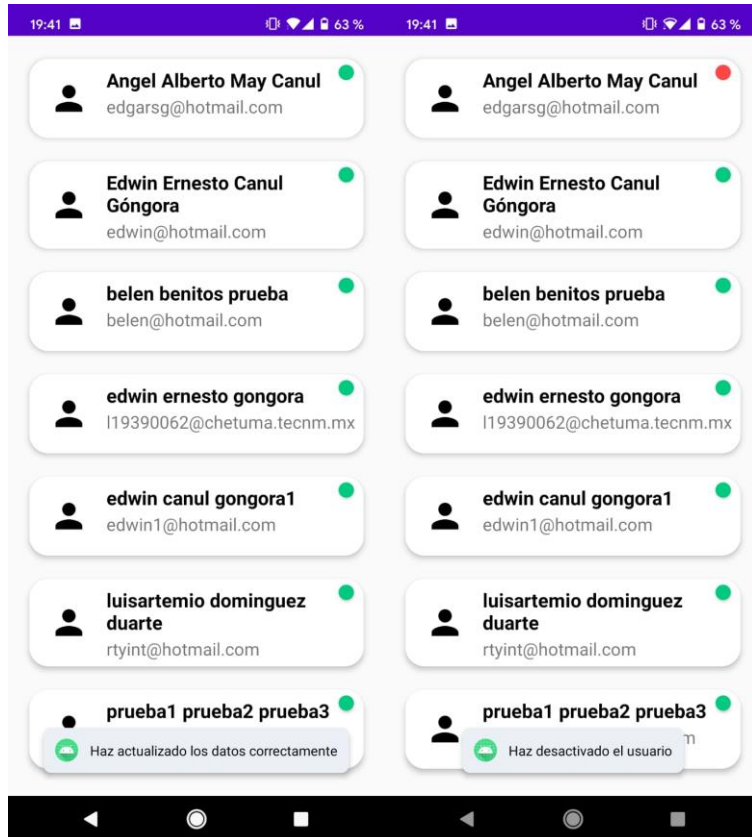 19:41
63 %
Angel Alberto May Canul
edgarsg@hotmail.com
Edwin Ernesto Canul
Góngora
edwin@hotmail.com
belen benitos prueba
belen@hotmail.com
edwin ernesto gongora
l19390062@chetuma.tecnm.mx
edwin canul gongora1
edwin1@hotmail.com
luisartemio dominguez
duarte
rtyint@hotmail.com
prueba1 prueba2 prueba3
Haz actualizado los datos correctamente
19:41
63 %
Angel Alberto May Canul
edgarsg@hotmail.com
Edwin Ernesto Canul
Góngora
edwin@hotmail.com
belen benitos prueba
belen@hotmail.com
edwin ernesto gongora
l19390062@chetuma.tecnm.mx
edwin canul gongora1
edwin1@hotmail.com
luisartemio dominguez
duarte
rtyint@hotmail.com
prueba1 prueba2 prueba3
Haz desactivado el usuario